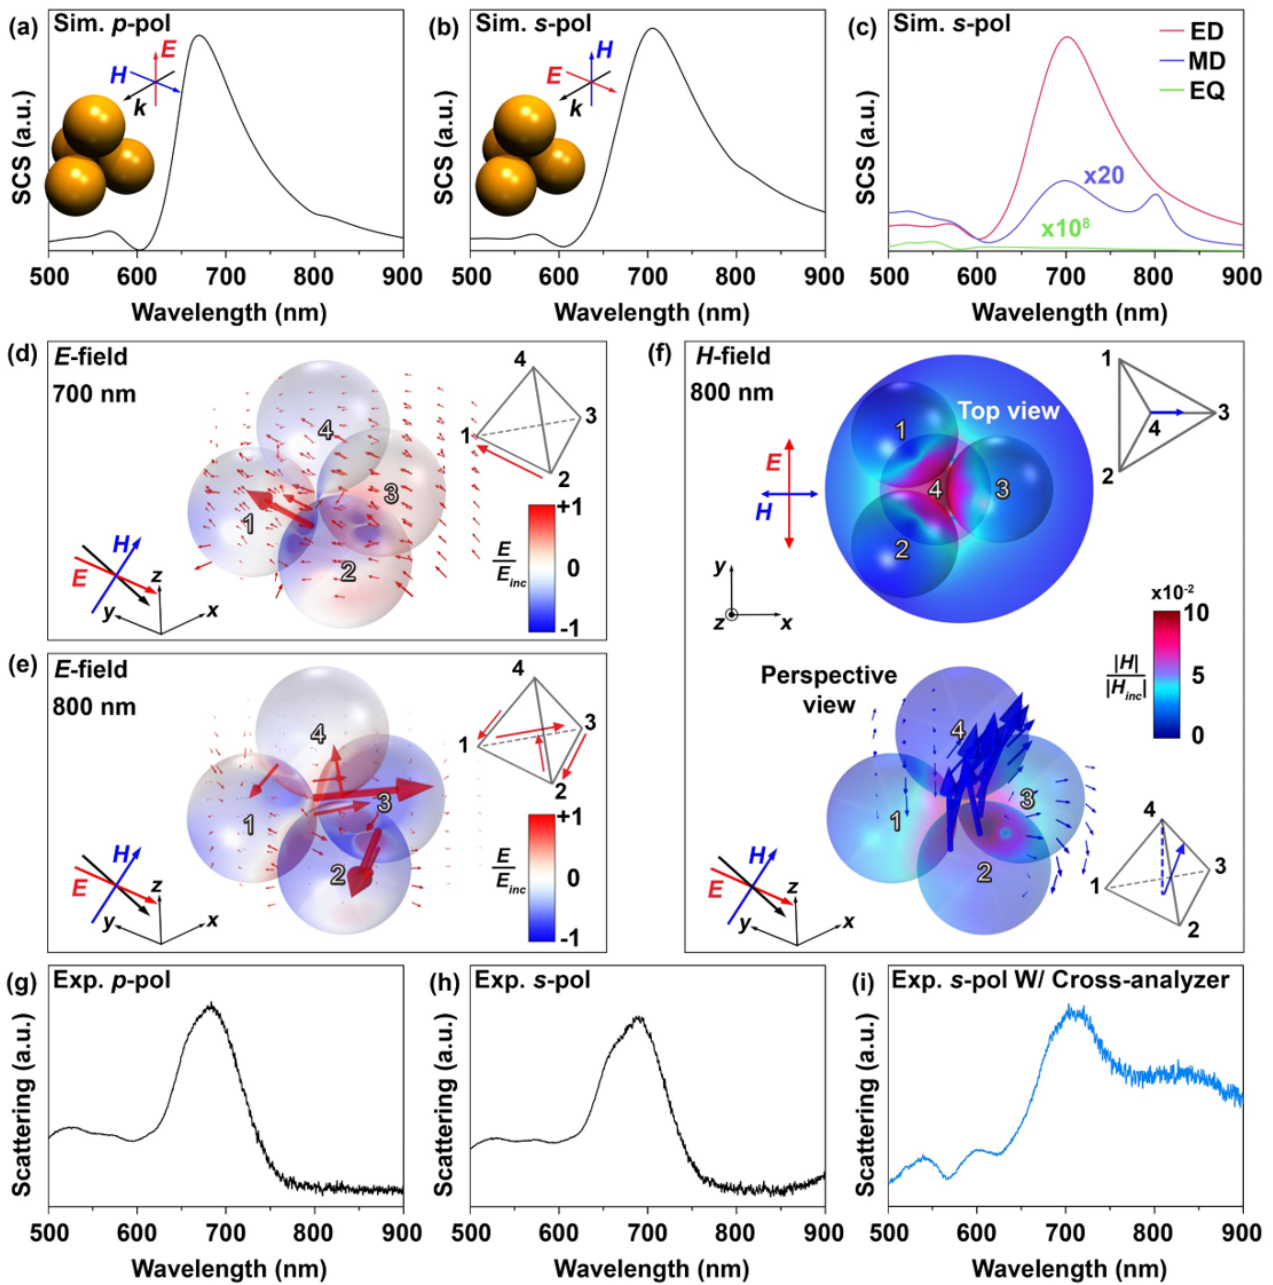 (a) Sim. p-pol
E
H
k
SCS (a.u.)
500 600 700 800 900
Wavelength (nm)
(b) Sim. s-pol
H
E
k
SCS (a.u.)
500 600 700 800 900
Wavelength (nm)
(c) Sim. s-pol
ED
MD
EQ
x20
x10⁸
SCS (a.u.)
500 600 700 800 900
Wavelength (nm)
(d) E-field
700 nm
4
3
1
2
4
3
1
2
+1
0
-1
E
E_inc
H
E
z
y
x
(e) E-field
800 nm
4
3
1
2
4
3
1
2
+1
0
-1
E
E_inc
H
E
z
y
x
(f) H-field
800 nm
Top view
1
4
3
2
1
3
4
2
E
H
y
z
x
x10⁻²
10
5
0
|H|
|H_inc|
Perspective
view
4
3
1
2
4
3
1
2
H
E
z
y
x
(g) Exp. p-pol
Scattering (a.u.)
500 600 700 800 900
Wavelength (nm)
(h) Exp. s-pol
Scattering (a.u.)
500 600 700 800 900
Wavelength (nm)
(i) Exp. s-pol W/ Cross-analyzer
Scattering (a.u.)
500 600 700 800 900
Wavelength (nm)